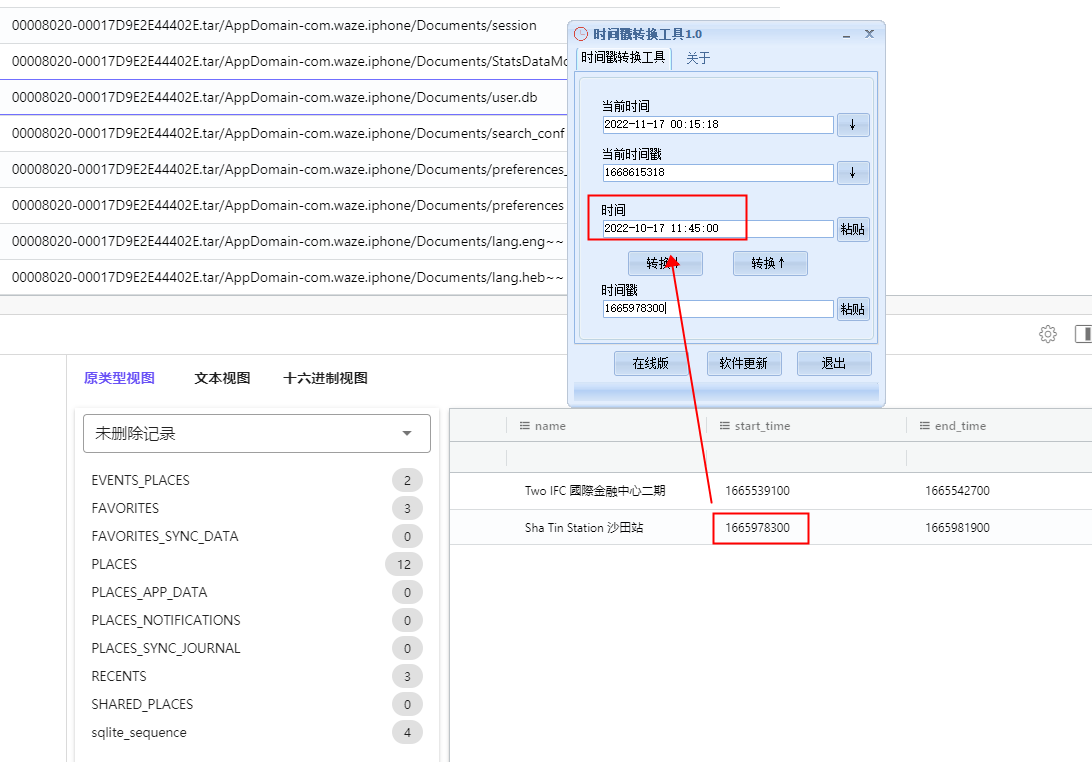 00008020-00017D9E2E44402E.tar/AppDomain-com.waze.iphone/Documents/session
00008020-00017D9E2E44402E.tar/AppDomain-com.waze.iphone/Documents/StatsDataMo
00008020-00017D9E2E44402E.tar/AppDomain-com.waze.iphone/Documents/user.db
00008020-00017D9E2E44402E.tar/AppDomain-com.waze.iphone/Documents/search_conf
00008020-00017D9E2E44402E.tar/AppDomain-com.waze.iphone/Documents/preferences_
00008020-00017D9E2E44402E.tar/AppDomain-com.waze.iphone/Documents/preferences
00008020-00017D9E2E44402E.tar/AppDomain-com.waze.iphone/Documents/lang.eng~~
00008020-00017D9E2E44402E.tar/AppDomain-com.waze.iphone/Documents/lang.heb~~
时间戳转换工具1.0
时间戳转换工具 关于
当前时间
2022-11-17 00:15:18 ↓
当前时间戳
1668615318 ↓
时间
2022-10-17 11:45:00 粘贴
转换↓ 转换↑
时间戳
1665978300 粘贴
在线版 软件更新 退出
原类型视图 文本视图 十六进制视图
未删除记录
EVENTS_PLACES 2
FAVORITES 3
FAVORITES_SYNC_DATA 0
PLACES 12
PLACES_APP_DATA 0
PLACES_NOTIFICATIONS 0
PLACES_SYNC_JOURNAL 0
RECENTS 3
SHARED_PLACES 0
sqlite_sequence 4
name start_time end_time
Two IFC 國際金融中心二期 1665539100 1665542700
Sha Tin Station 沙田站 1665978300 1665981900